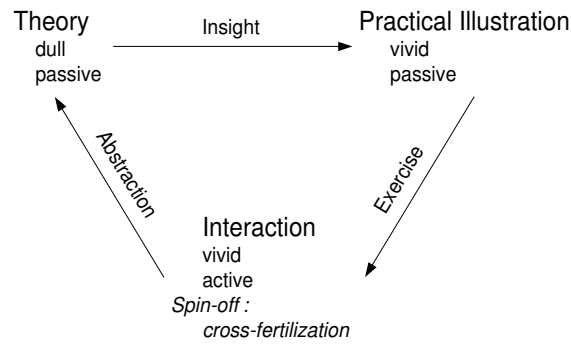 Theory
dull
passive
Insight
Practical Illustration
vivid
passive
Abstraction
Exercise
Interaction
vivid
active
Spin-off :
cross-fertilization